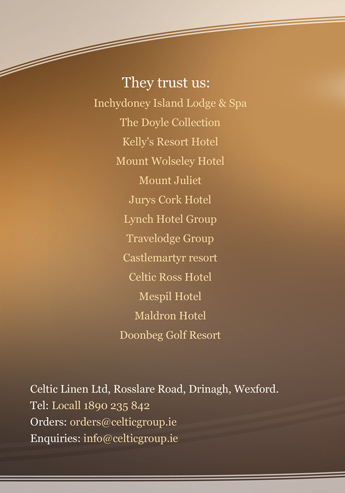 They trust us:
Inchydoney Island Lodge & Spa
The Doyle Collection
Kelly's Resort Hotel
Mount Wolseley Hotel
Mount Juliet
Jurys Cork Hotel
Lynch Hotel Group
Travelodge Group
Castlemartyr resort
Celtic Ross Hotel
Mespil Hotel
Maldron Hotel
Doonbeg Golf Resort
Celtic Linen Ltd, Rosslare Road, Drinagh, Wexford.
Tel: Locall 1890 235 842
Orders: orders@celticgroup.ie
Enquiries: info@celticgroup.ie